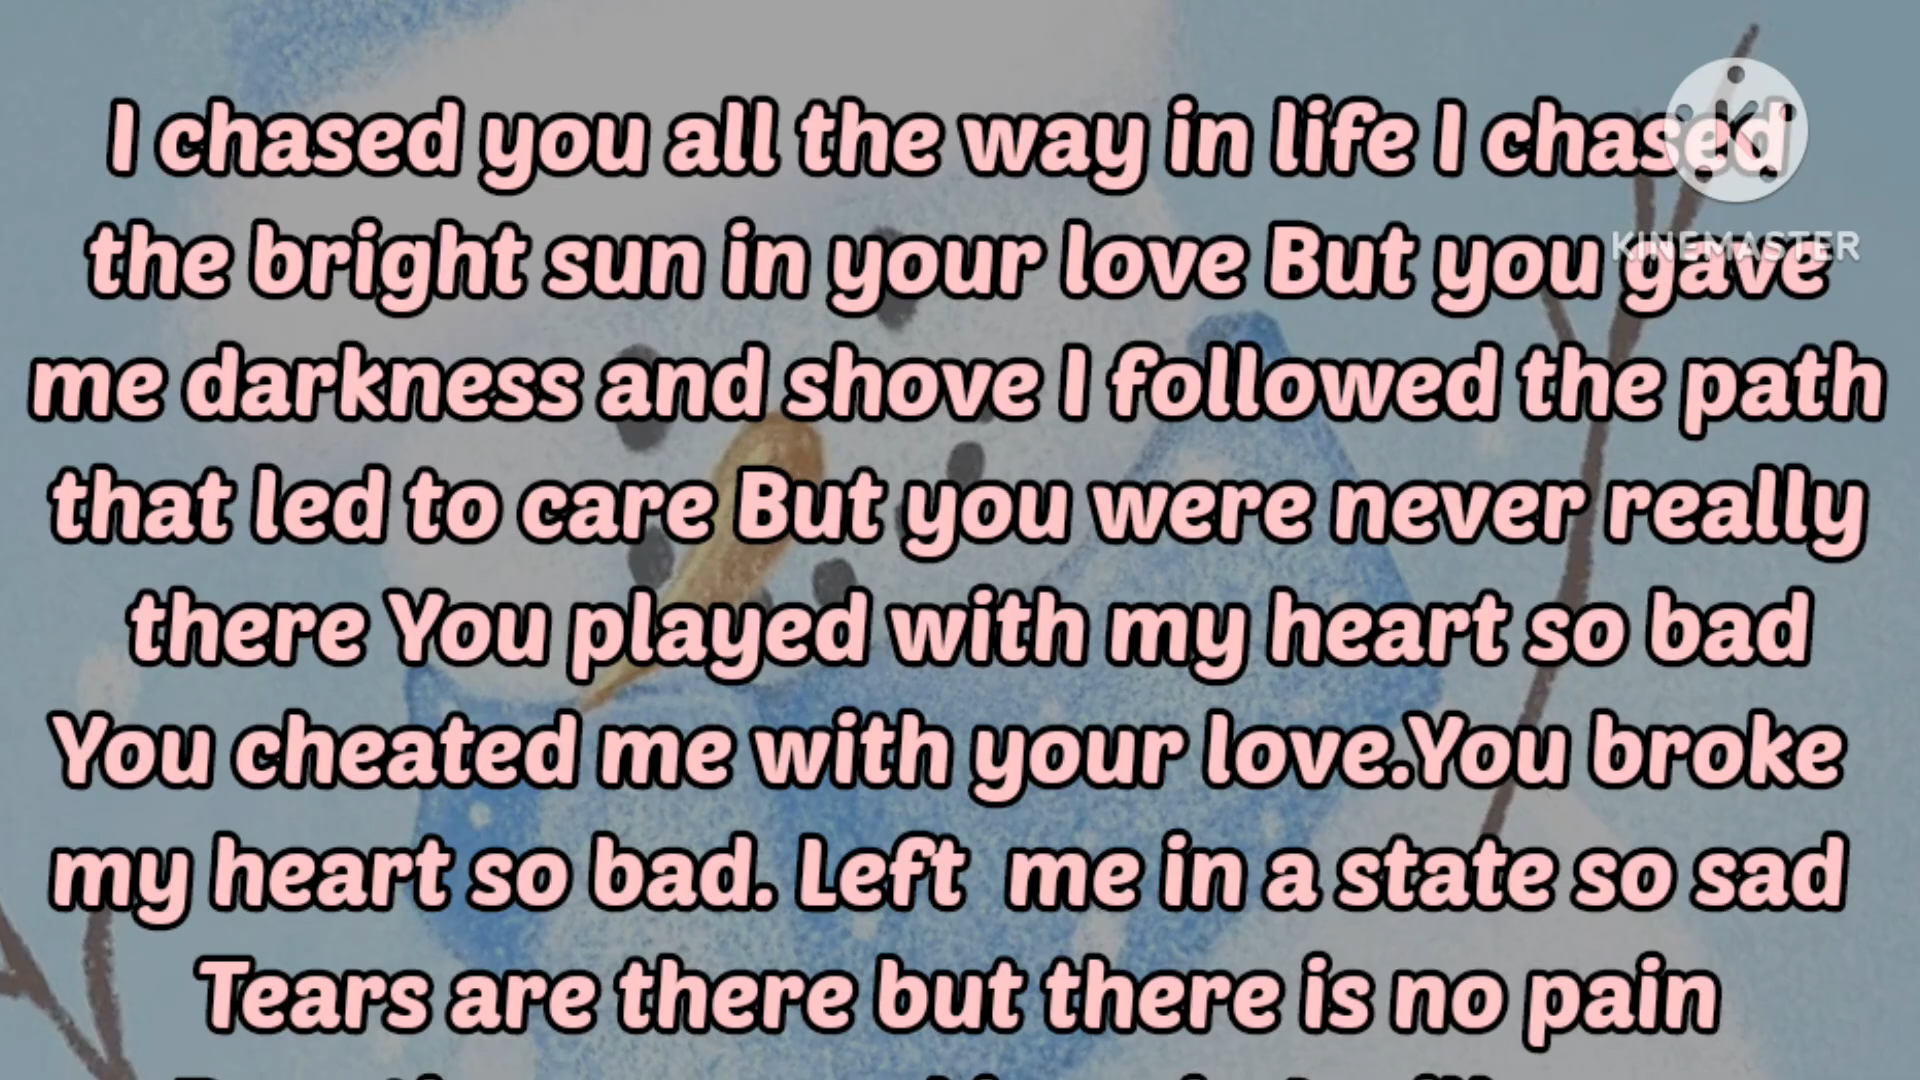 I chased you all the way in life I chased
the bright sun in your love But you gave
me darkness and shove I followed the path
that led to care But you were never really
there You played with my heart so bad
You cheated me with your love.You broke
my heart so bad. Left  me in a state so sad
Tears are there but there is no pain
KINEMASTER